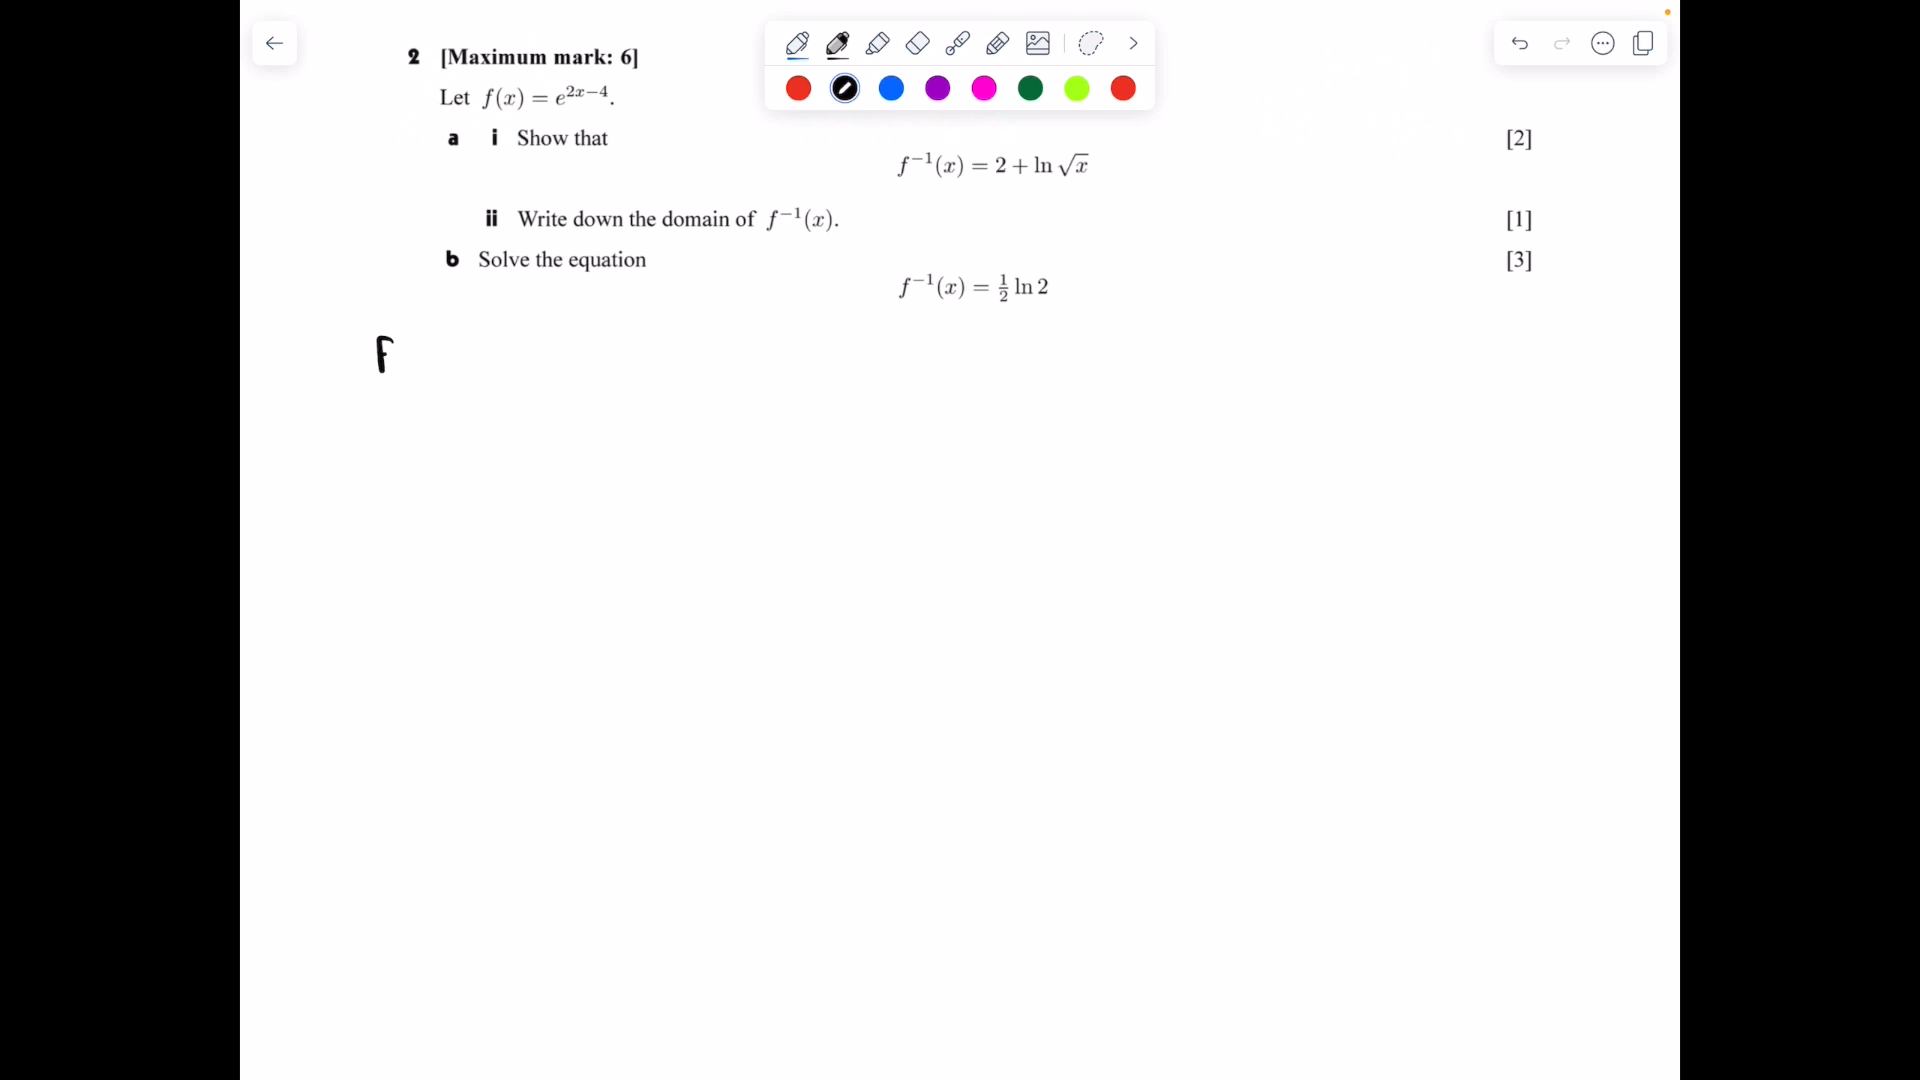 2 [Maximum mark: 6]
Let f(x) = e^{2x−4}.
a i Show that [2]
f^{−1}(x) = 2 + ln √x
ii Write down the domain of f^{−1}(x). [1]
b Solve the equation [3]
f^{−1}(x) = ½ ln 2
F